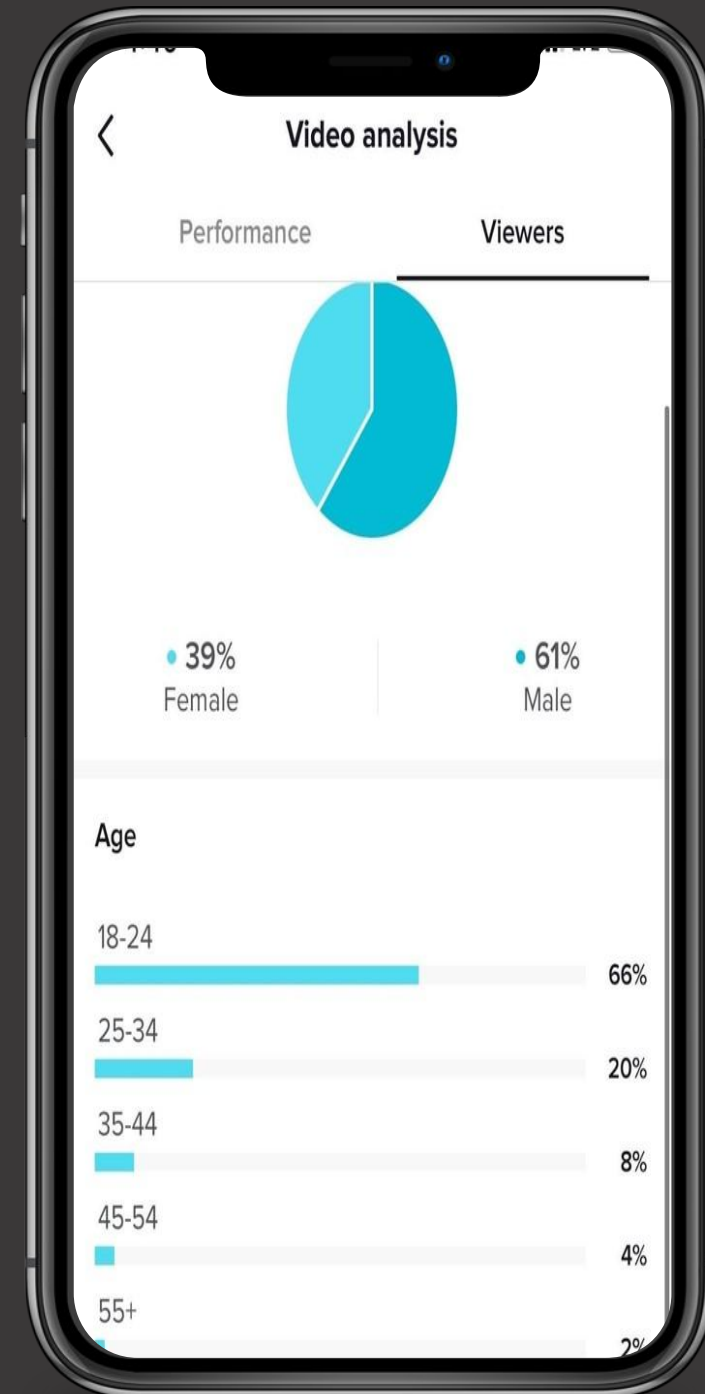 Video analysis
Performance Viewers
39% 61%
Female Male
Age
18-24
66%
25-34
20%
35-44
8%
45-54
4%
55+
2%